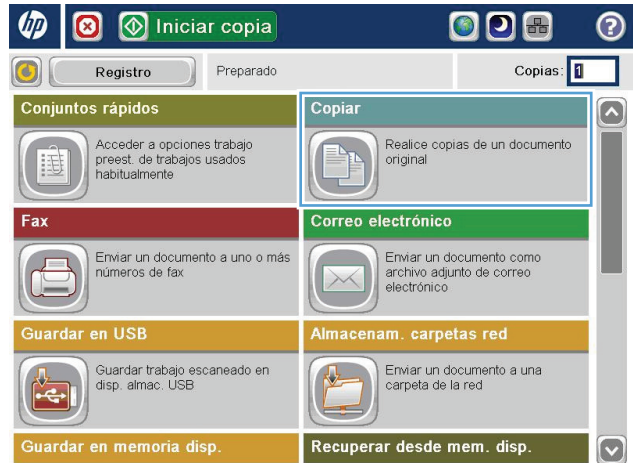 hp
Iniciar copia
?
Registro
Preparado
Copias: 1
Conjuntos rápidos
Acceder a opciones trabajo
preest. de trabajos usados
habitualmente
Copiar
Realice copias de un documento
original
Fax
Enviar un documento a uno o más
números de fax
Correo electrónico
Enviar un documento como
archivo adjunto de correo
electrónico
Guardar en USB
Guardar trabajo escaneado en
disp. almac. USB
Almacenam. carpetas red
Enviar un documento a una
carpeta de la red
Guardar en memoria disp.
Recuperar desde mem. disp.